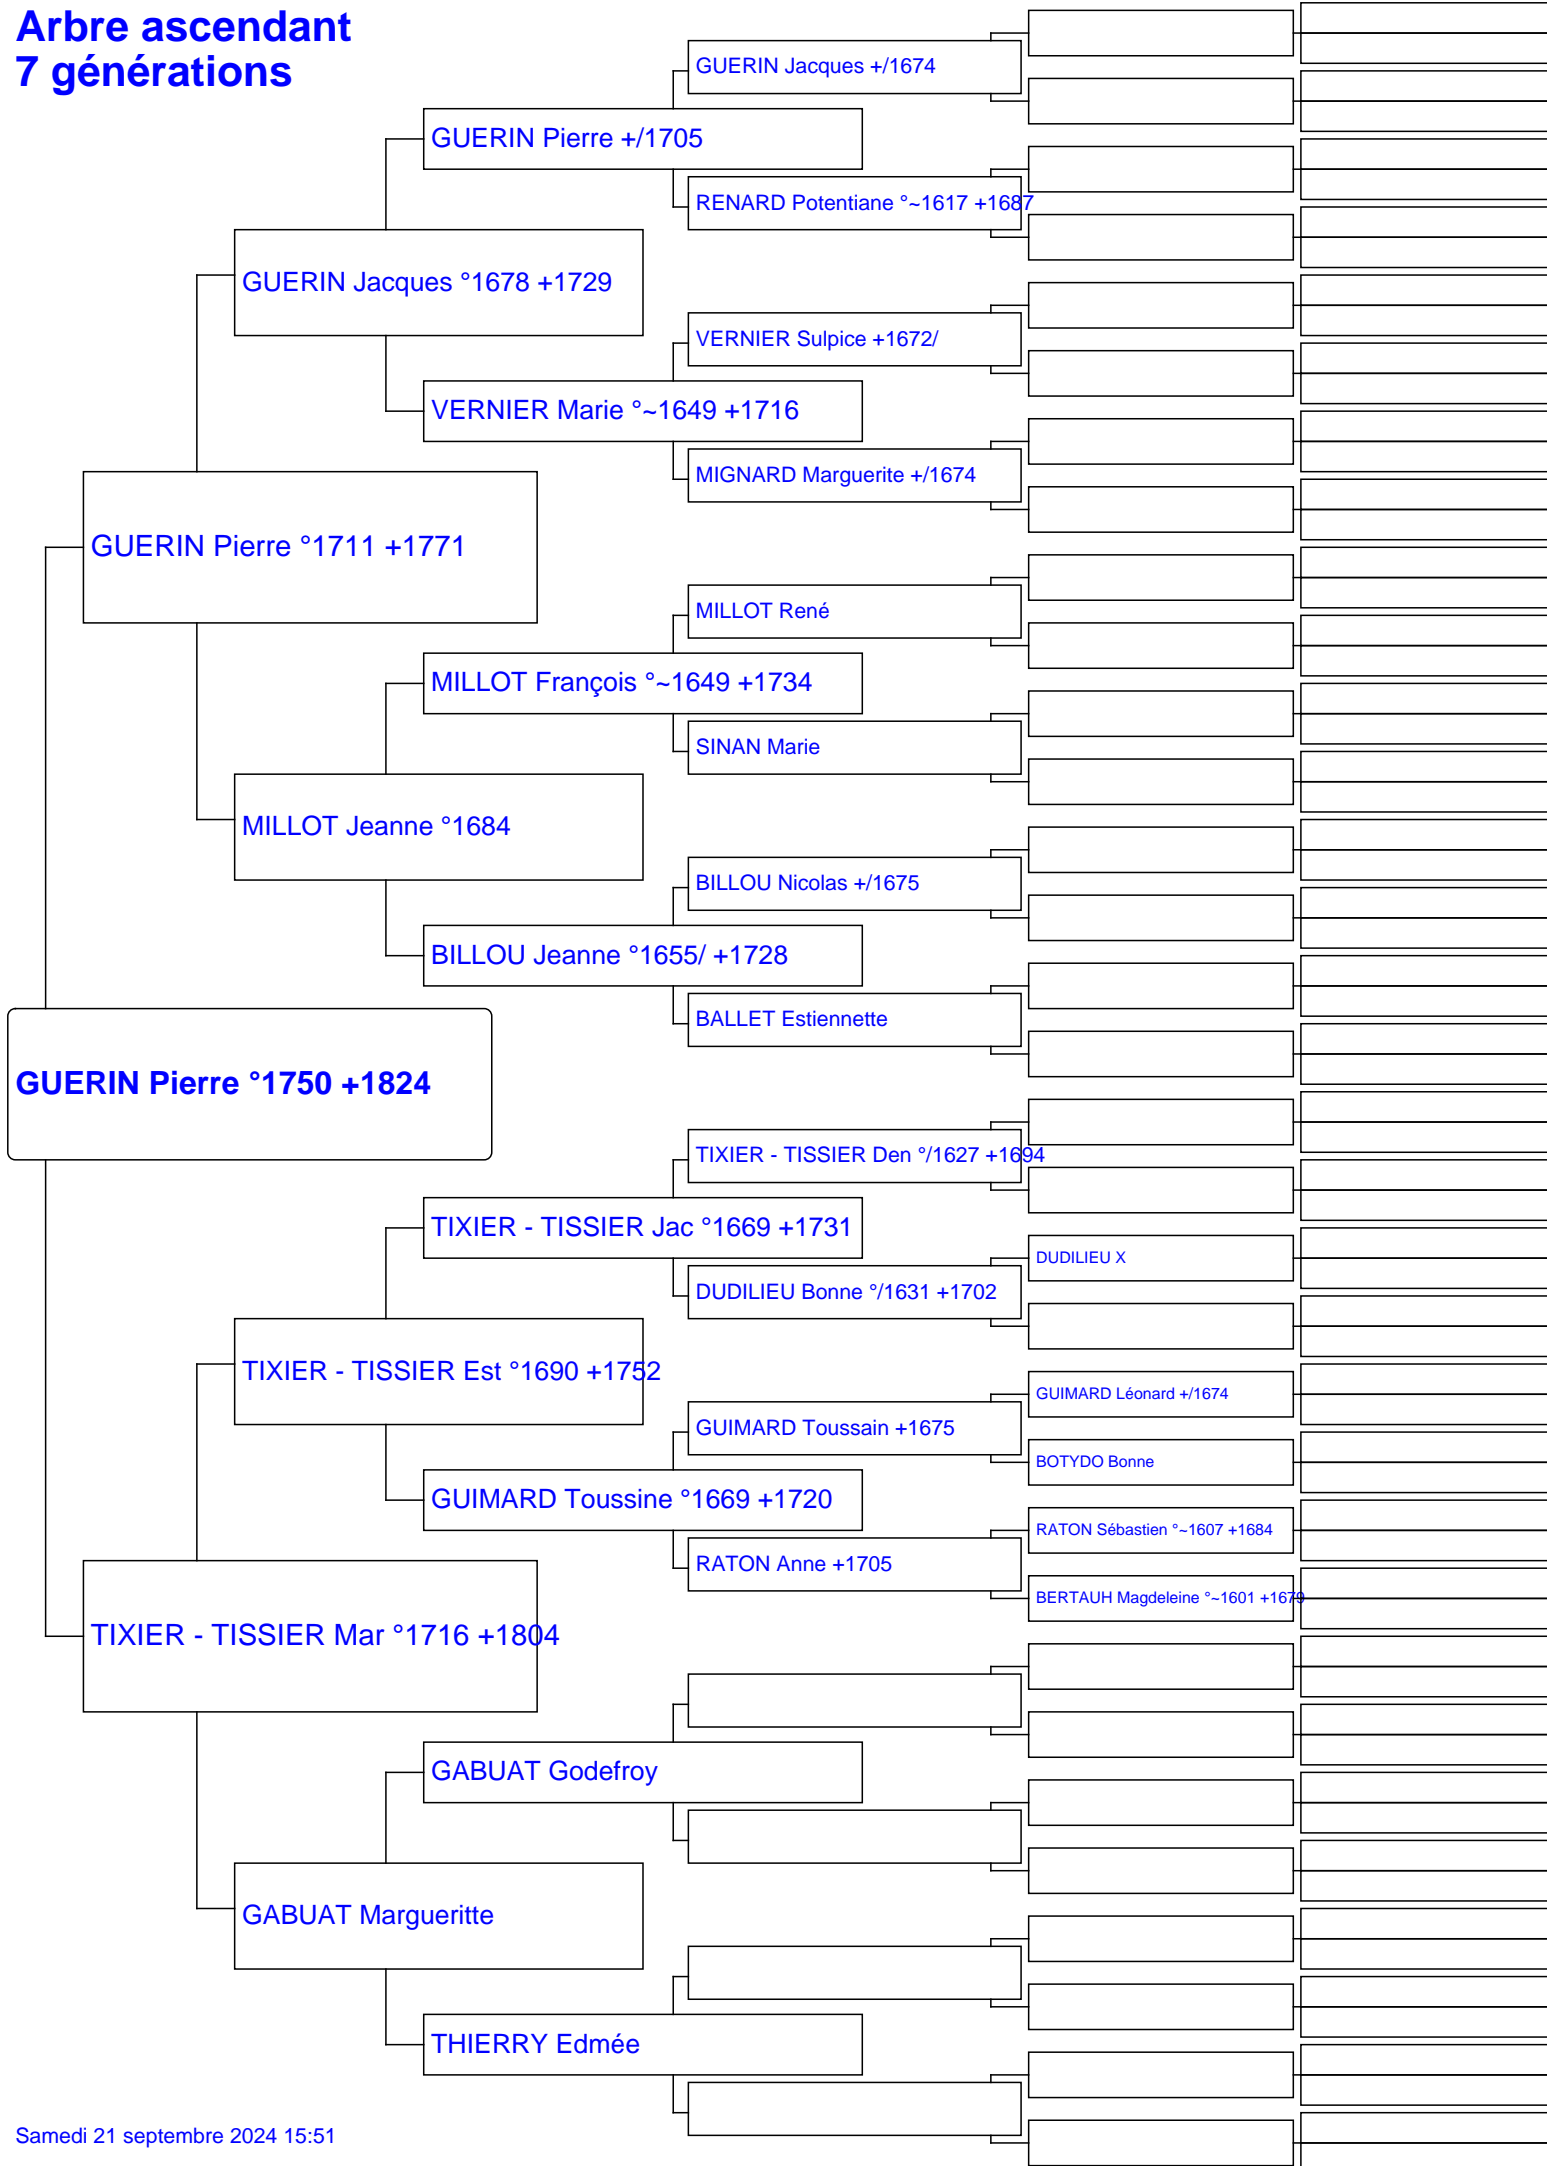 Arbre ascendant
7 générations
GUERIN Jacques +/1674
GUERIN Pierre +/1705
RENARD Potentiane °~1617 +1687
GUERIN Jacques °1678 +1729
VERNIER Sulpice +1672/
VERNIER Marie °~1649 +1716
MIGNARD Marguerite +/1674
GUERIN Pierre °1711 +1771
MILLOT René
MILLOT François °~1649 +1734
SINAN Marie
MILLOT Jeanne °1684
BILLOU Nicolas +/1675
BILLOU Jeanne °1655/ +1728
BALLET Estiennette
GUERIN Pierre °1750 +1824
TIXIER - TISSIER Den °/1627 +1694
TIXIER - TISSIER Jac °1669 +1731
DUDILIEU X
DUDILIEU Bonne °/1631 +1702
TIXIER - TISSIER Est °1690 +1752
GUIMARD Léonard +/1674
GUIMARD Toussain +1675
BOTYDO Bonne
GUIMARD Toussine °1669 +1720
RATON Sébastien °~1607 +1684
RATON Anne +1705
BERTAUH Magdeleine °~1601 +1679
TIXIER - TISSIER Mar °1716 +1804
GABUAT Godefroy
GABUAT Margueritte
THIERRY Edmée
Samedi 21 septembre 2024 15:51